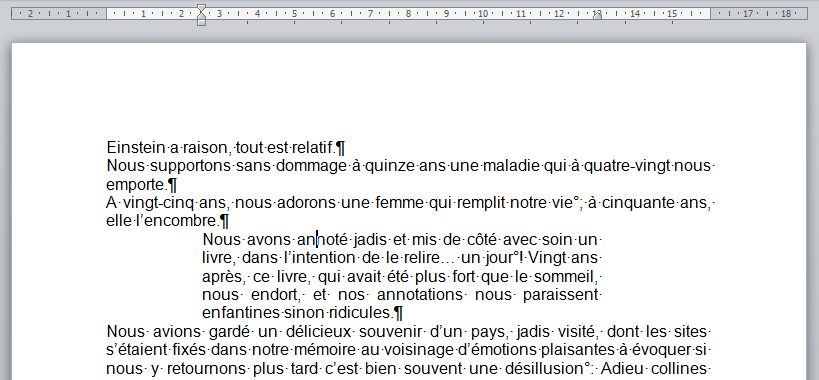 2 1 1 2 3 4 5 6 7 8 9 10 11 12 13 14 15 17 18
Einstein·a·raison,·tout·est·relatif.¶
Nous·supportons·sans·dommage·à·quinze·ans·une·maladie·qui·à·quatre-vingt·nous·
emporte.¶
A·vingt-cinq·ans,·nous·adorons·une·femme·qui·remplit·notre·vie°;·à·cinquante·ans,·
elle·l’encombre.¶
Nous·avons·annoté·jadis·et·mis·de·côté·avec·soin·un·
livre,·dans·l’intention·de·le·relire…·un·jour°!·Vingt·ans·
après,·ce·livre,·qui·avait·été·plus·fort·que·le·sommeil,·
nous·endort,·et·nos·annotations·nous·paraissent·
enfantines·sinon·ridicules.¶
Nous·avions·gardé·un·délicieux·souvenir·d’un·pays,·jadis·visité,·dont·les·sites·
s’étaient·fixés·dans·notre·mémoire·au·voisinage·d’émotions·plaisantes·à·évoquer·si·
nous·y·retournons·plus·tard·c’est·bien·souvent·une·désillusion°:·Adieu·collines·